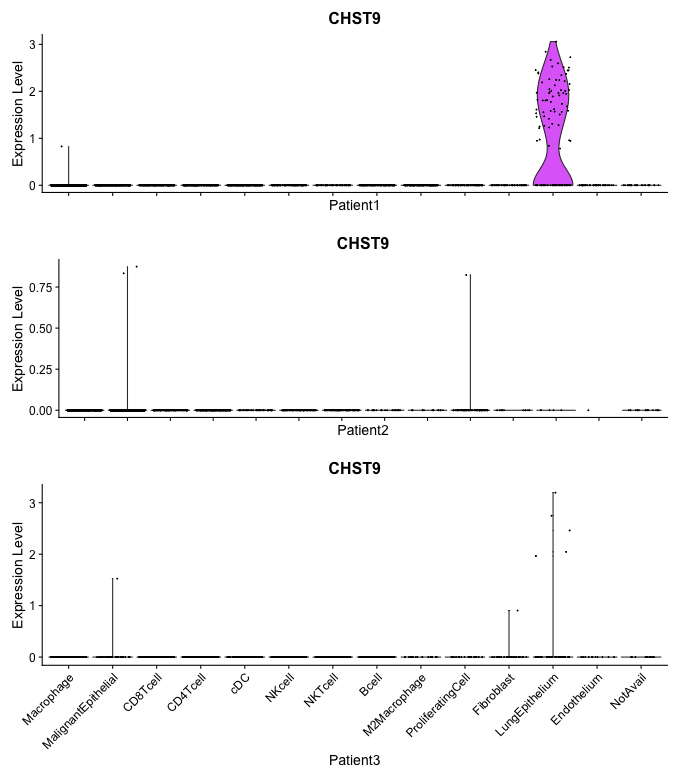 CHST9
Expression Level
3
2
1
0
Patient1
CHST9
Expression Level
0.75
0.50
0.25
0.00
Patient2
CHST9
Expression Level
3
2
1
0
Macrophage
MalignantEpithelial
CD8Tcell
CD4Tcell
cDC
NKcell
NKTcell
Bcell
M2Macrophage
ProliferatingCell
Fibroblast
LungEpithelium
Endothelium
NotAvail
Patient3